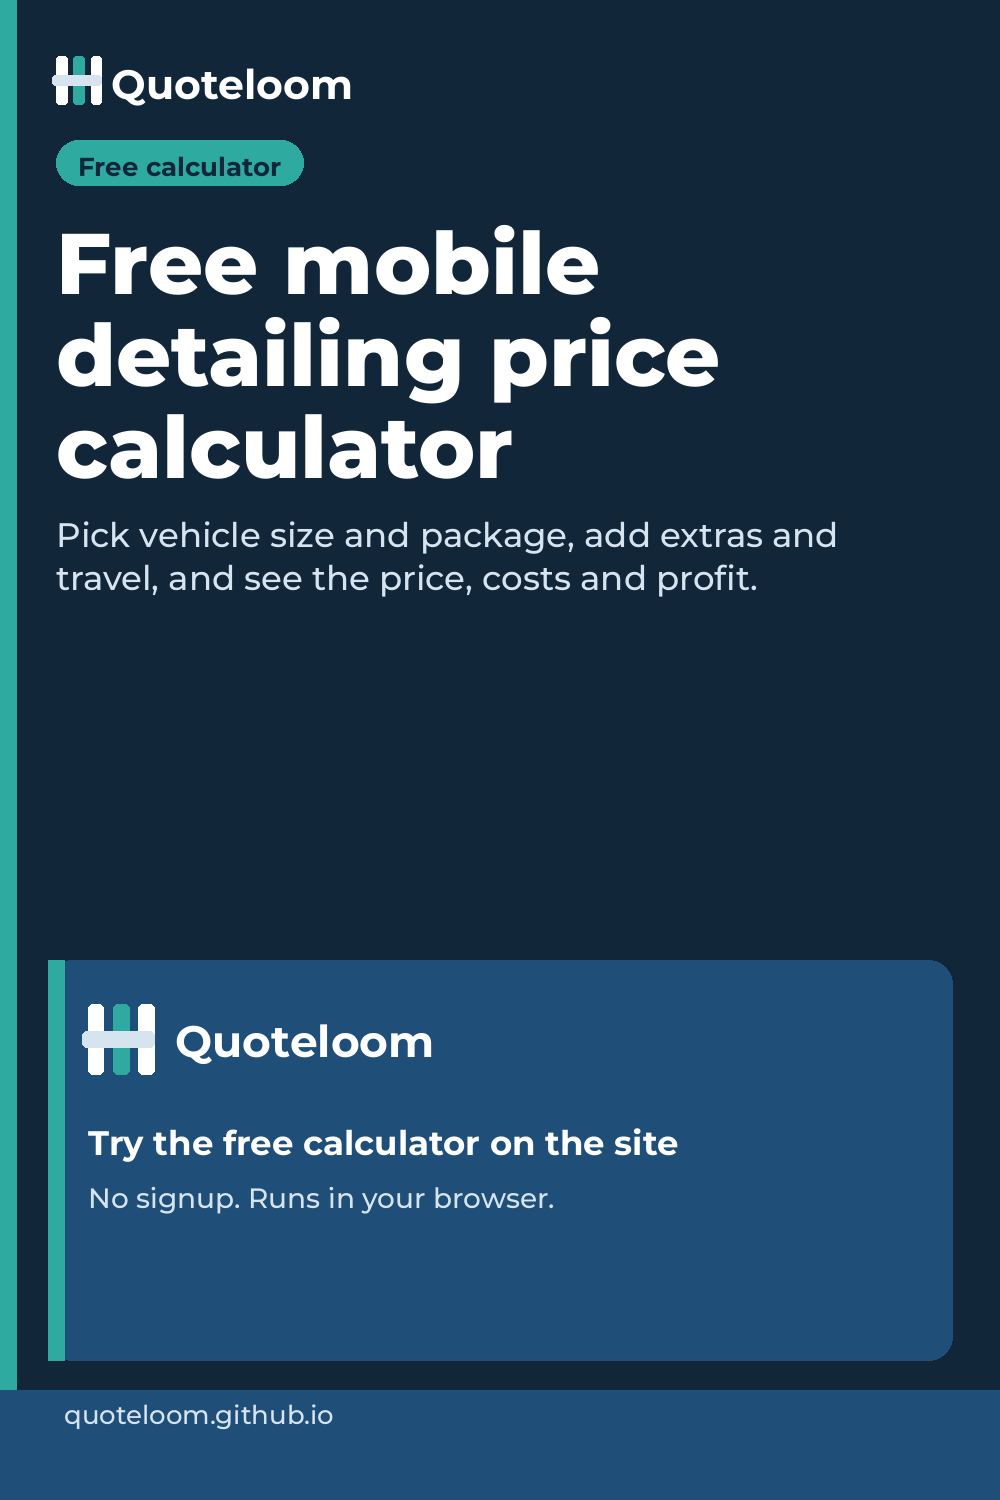 Quoteloom
Free calculator
Free mobile
detailing price
calculator
Pick vehicle size and package, add extras and
travel, and see the price, costs and profit.
Quoteloom
Try the free calculator on the site
No signup. Runs in your browser.
quoteloom.github.io